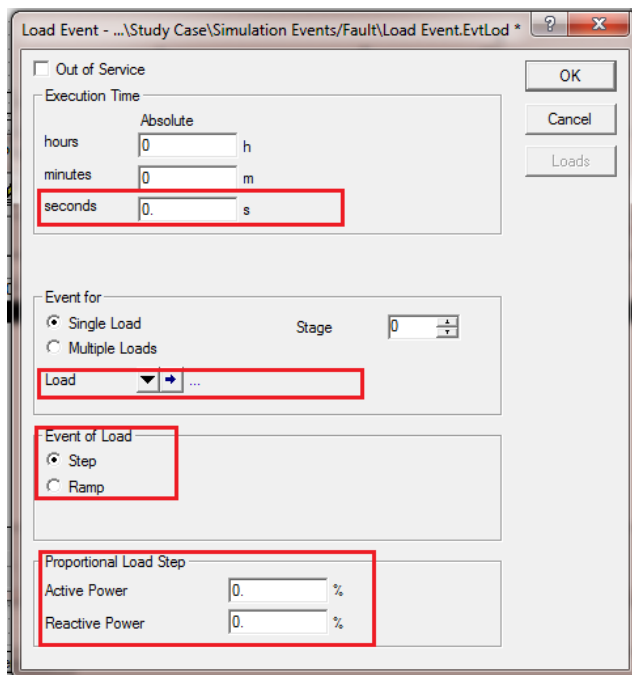 Load Event - ...\Study Case\Simulation Events/Fault\Load Event.EvtLod *
?
x
Out of Service
OK
Execution Time
Absolute
Cancel
hours 0 h
Loads
minutes 0 m
seconds 0. s
Event for
Single Load Stage 0
Multiple Loads
Load ...
Event of Load
Step
Ramp
Proportional Load Step
Active Power 0. %
Reactive Power 0. %